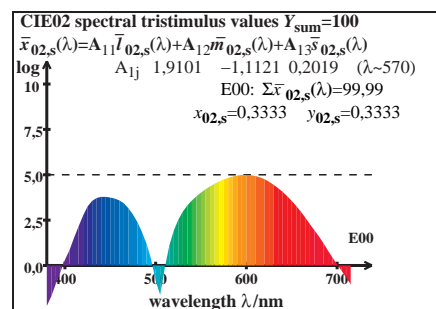 CIE02 spectral tristimulus values Y_sum=100
x̅_02,s(λ)=A_11 l̅_02,s(λ)+A_12 m̅_02,s(λ)+A_13 s̅_02,s(λ)
log A_1j 1,9101 −1,1121 0,2019 (λ~570)
E00: Σx̅_02,s(λ)=99,99
x_02,s=0,3333 y_02,s=0,3333
10
5,0
2,5
E00
0,0
400 500 600 700
wavelength λ/nm